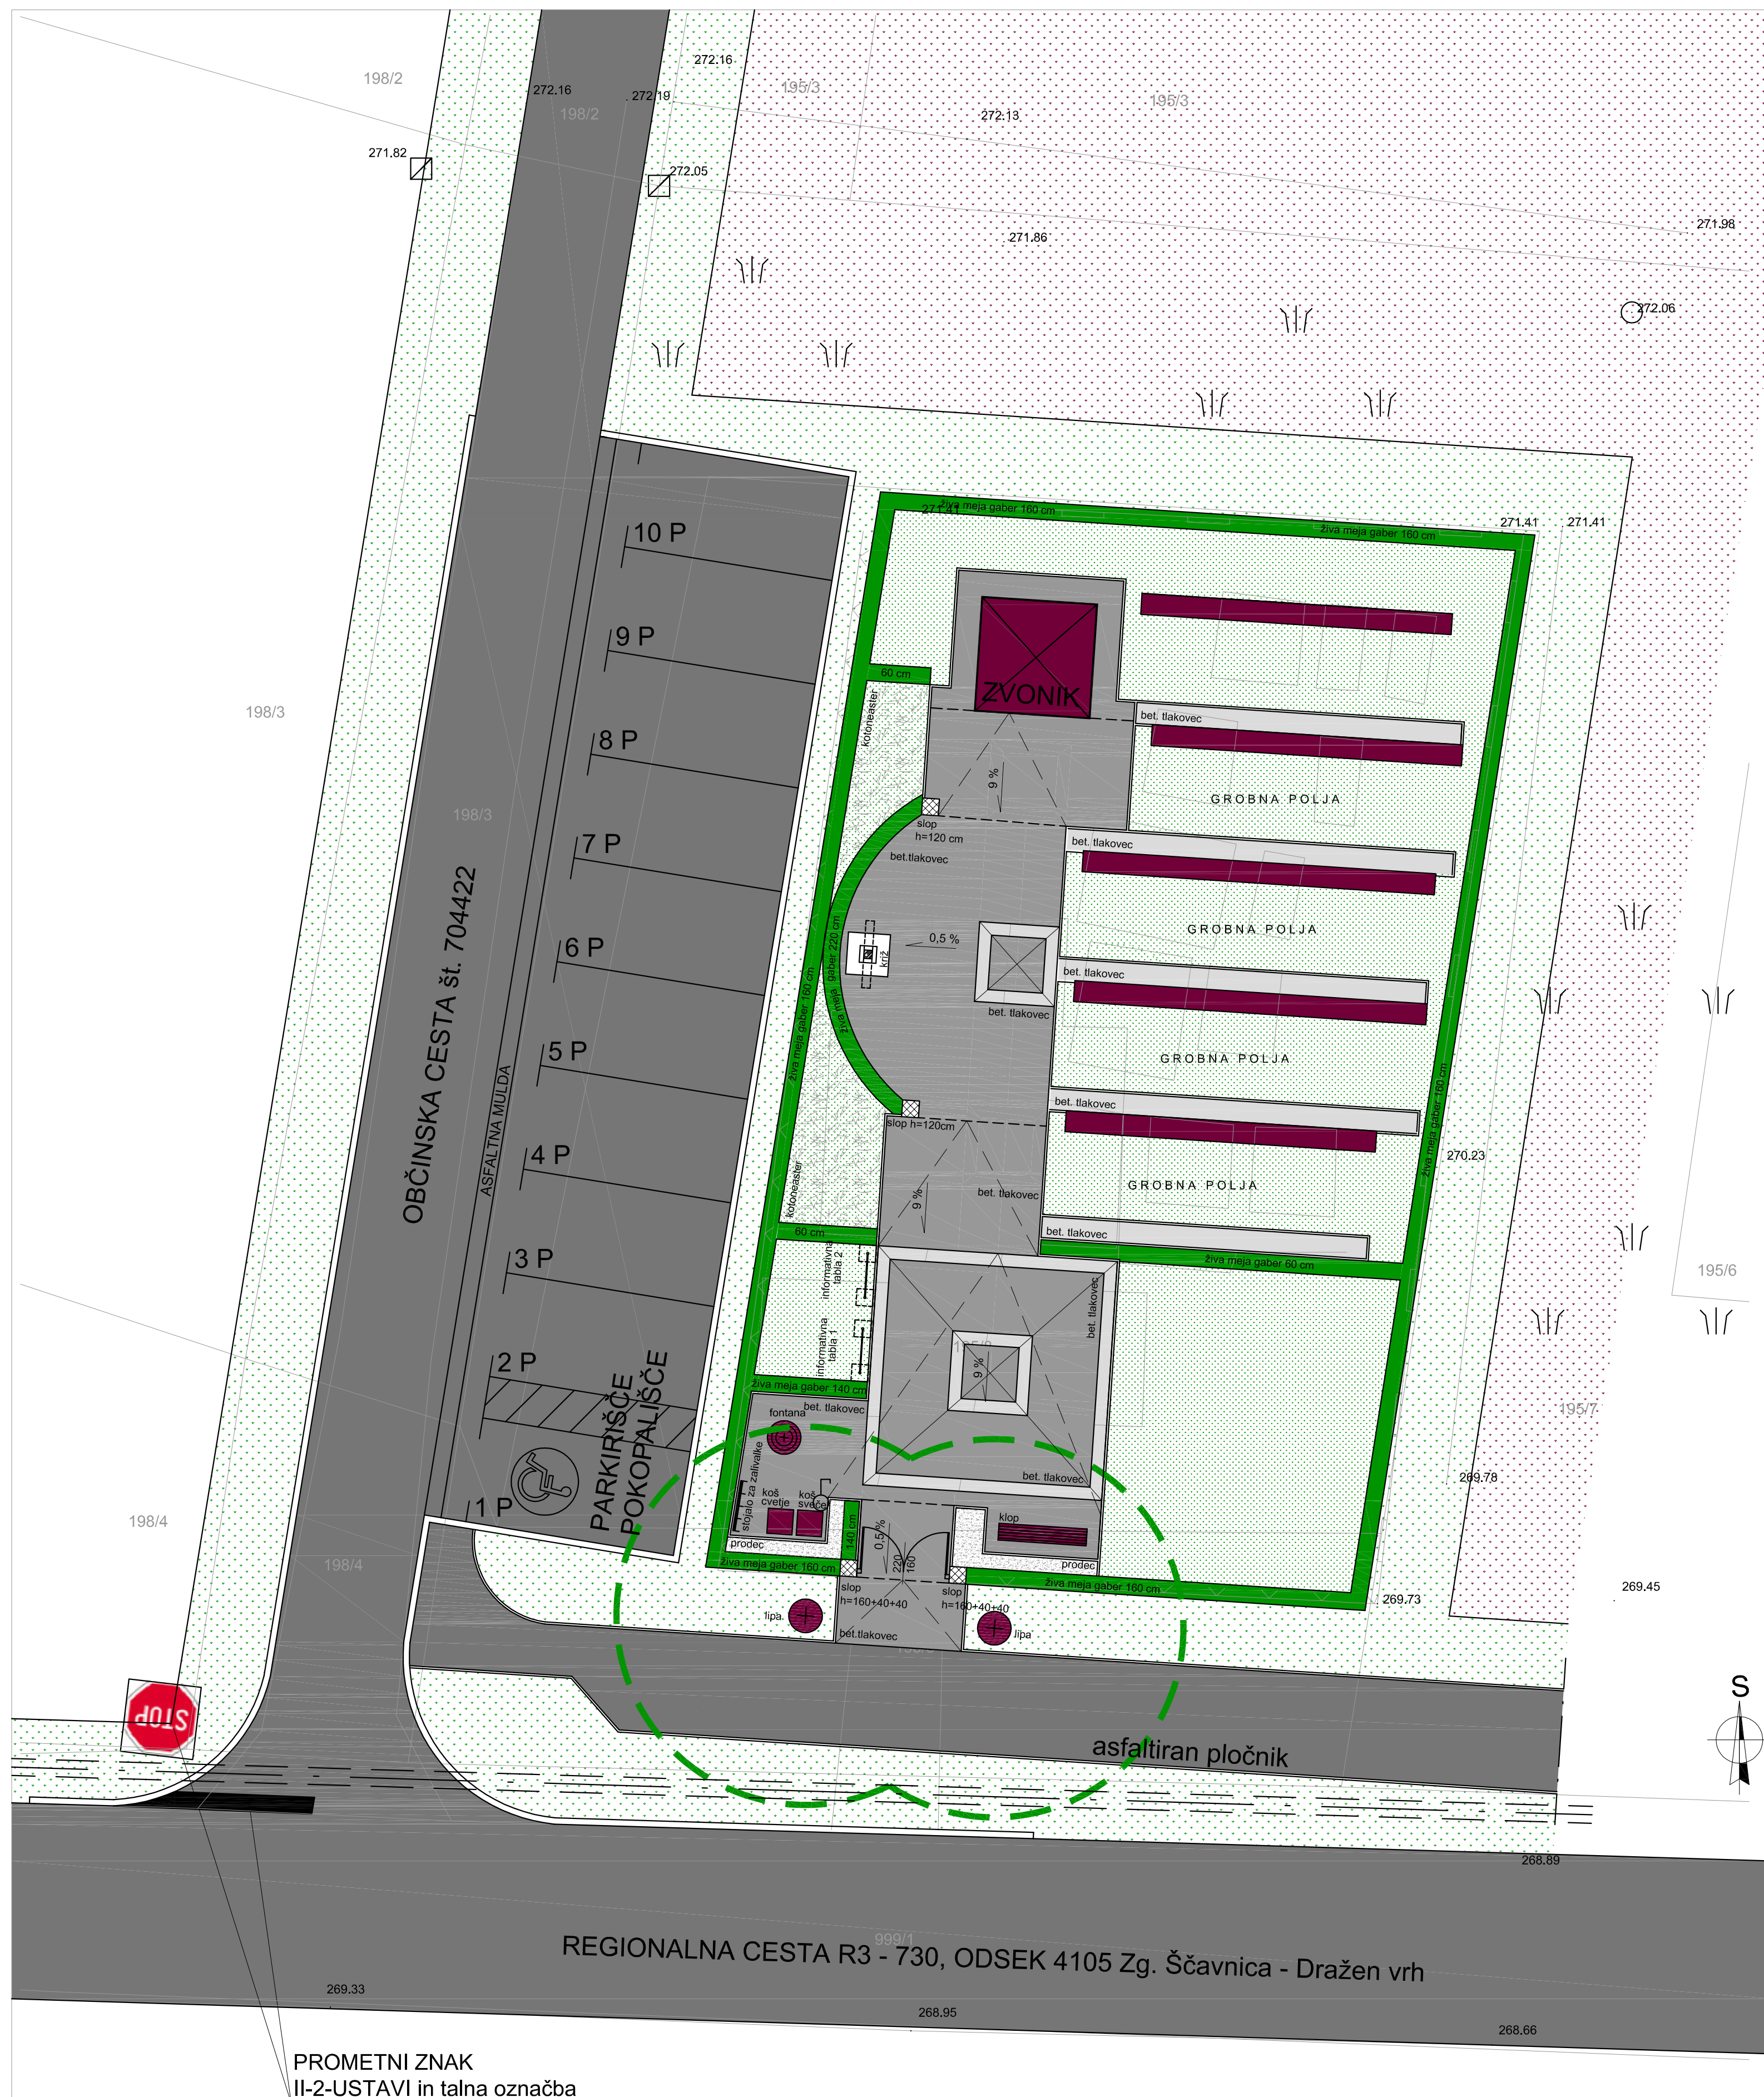 272.16
198/2
195/3
272.16
272.19
195/3
198/2
272.13
271.82
272.05
271.98
271.86
272.06
živa meja gaber 160 cm
271.41
živa meja gaber 160 cm
271.41
271.41
10 P
9 P
60 cm
ZVONIK
198/3
kotoneaster
bet. tlakovec
8 P
9 %
GROBNA POLJA
198/3
slop
h=120 cm
bet. tlakovec
7 P
bet.tlakovec
OBČINSKA CESTA št. 704422
živa meja gaber 220 cm
GROBNA POLJA
6 P
0,5 %
križ
bet. tlakovec
živa meja gaber 160 cm
bet. tlakovec
5 P
GROBNA POLJA
ASFALTNA MULDA
živa meja gaber 160 cm
bet. tlakovec
slop h=120cm
4 P
270.23
kotoneaster
9 %
bet. tlakovec
GROBNA POLJA
60 cm
bet. tlakovec
3 P
informativna
tabla 2
živa meja gaber 60 cm
195/6
bet. tlakovec
informativna
tabla 1
2 P
9 %
živa meja gaber 140 cm
PARKIRIŠČE
POKOPALIŠČE
bet. tlakovec
fontana
195/7
stojalo za zalivalke
bet. tlakovec
269.78
1 P
koš
cvetje
koš
sveče
klop
198/4
140 cm
0,5 %
prodec
220
160
198/4
živa meja gaber 160 cm
prodec
živa meja gaber 160 cm
slop
h=160+40+40
slop
h=160+40+40
269.73
269.45
lipa
lipa
bet.tlakovec
STOP
S
asfaltiran pločnik
268.89
999/1
REGIONALNA CESTA R3 - 730, ODSEK 4105 Zg. Ščavnica - Dražen vrh
269.33
268.95
268.66
PROMETNI ZNAK
II-2-USTAVI in talna označba